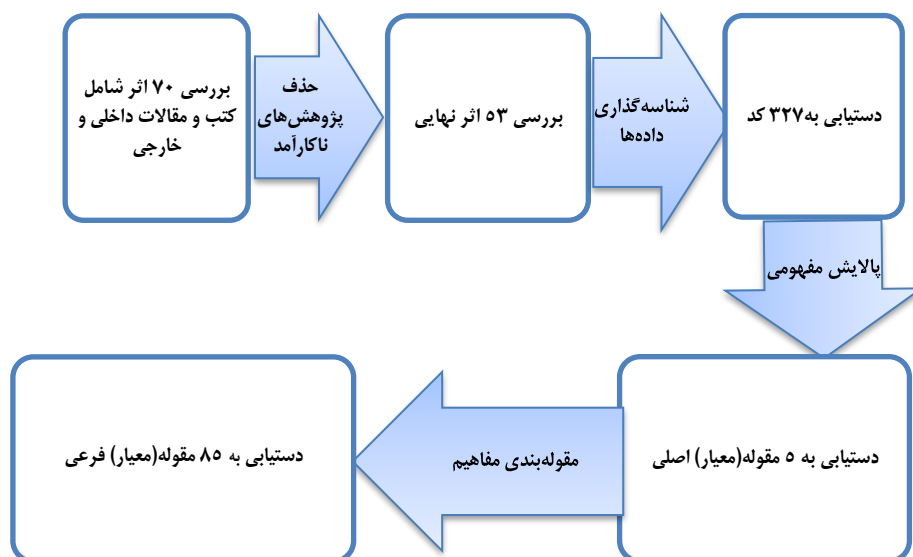 بررسی ۷۰ اثر شامل
کتب و مقالات داخلی و
خارجی
حذف
پژوهش‌های
ناکارآمد
بررسی ۵۳ اثر نهایی
شناسه‌گذاری
داده‌ها
دستیابی به۳۲۷ کد
پالایش مفهومی
دستیابی به ۵ مقوله(معیار) اصلی
مقوله‌بندی مفاهیم
دستیابی به ۸۵ مقوله(معیار) فرعی